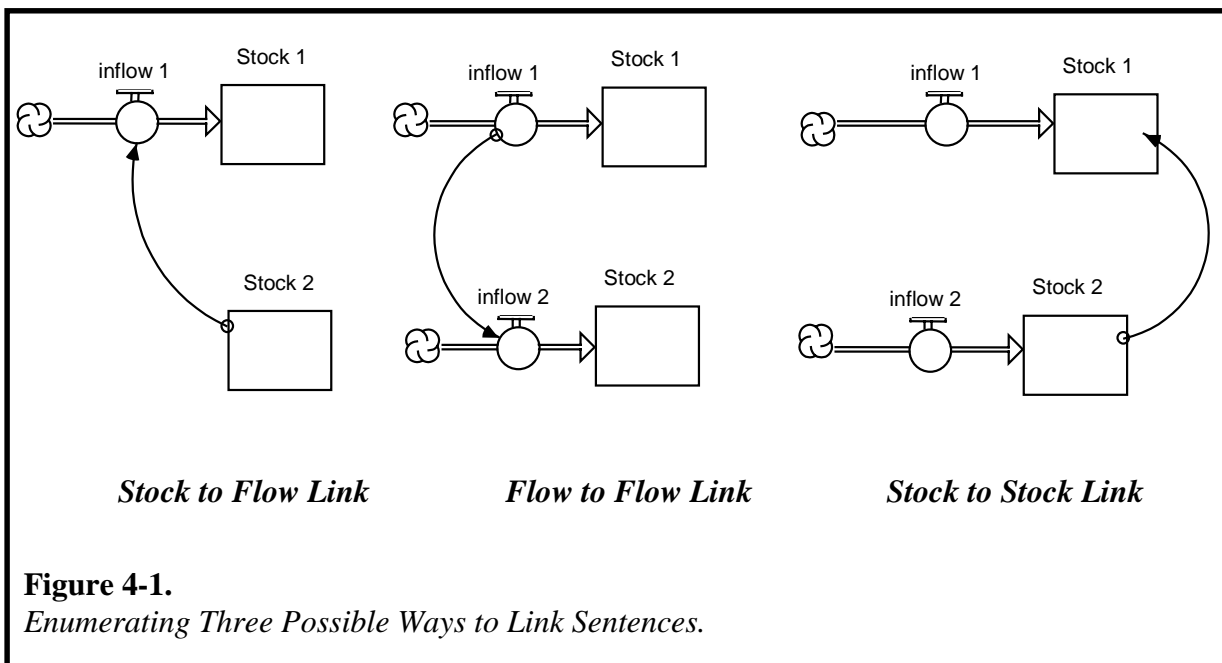 inflow 1
Stock 1
Stock 2
Stock to Flow Link
inflow 1
Stock 1
inflow 2
Stock 2
Flow to Flow Link
inflow 1
Stock 1
inflow 2
Stock 2
Stock to Stock Link
Figure 4-1.
Enumerating Three Possible Ways to Link Sentences.